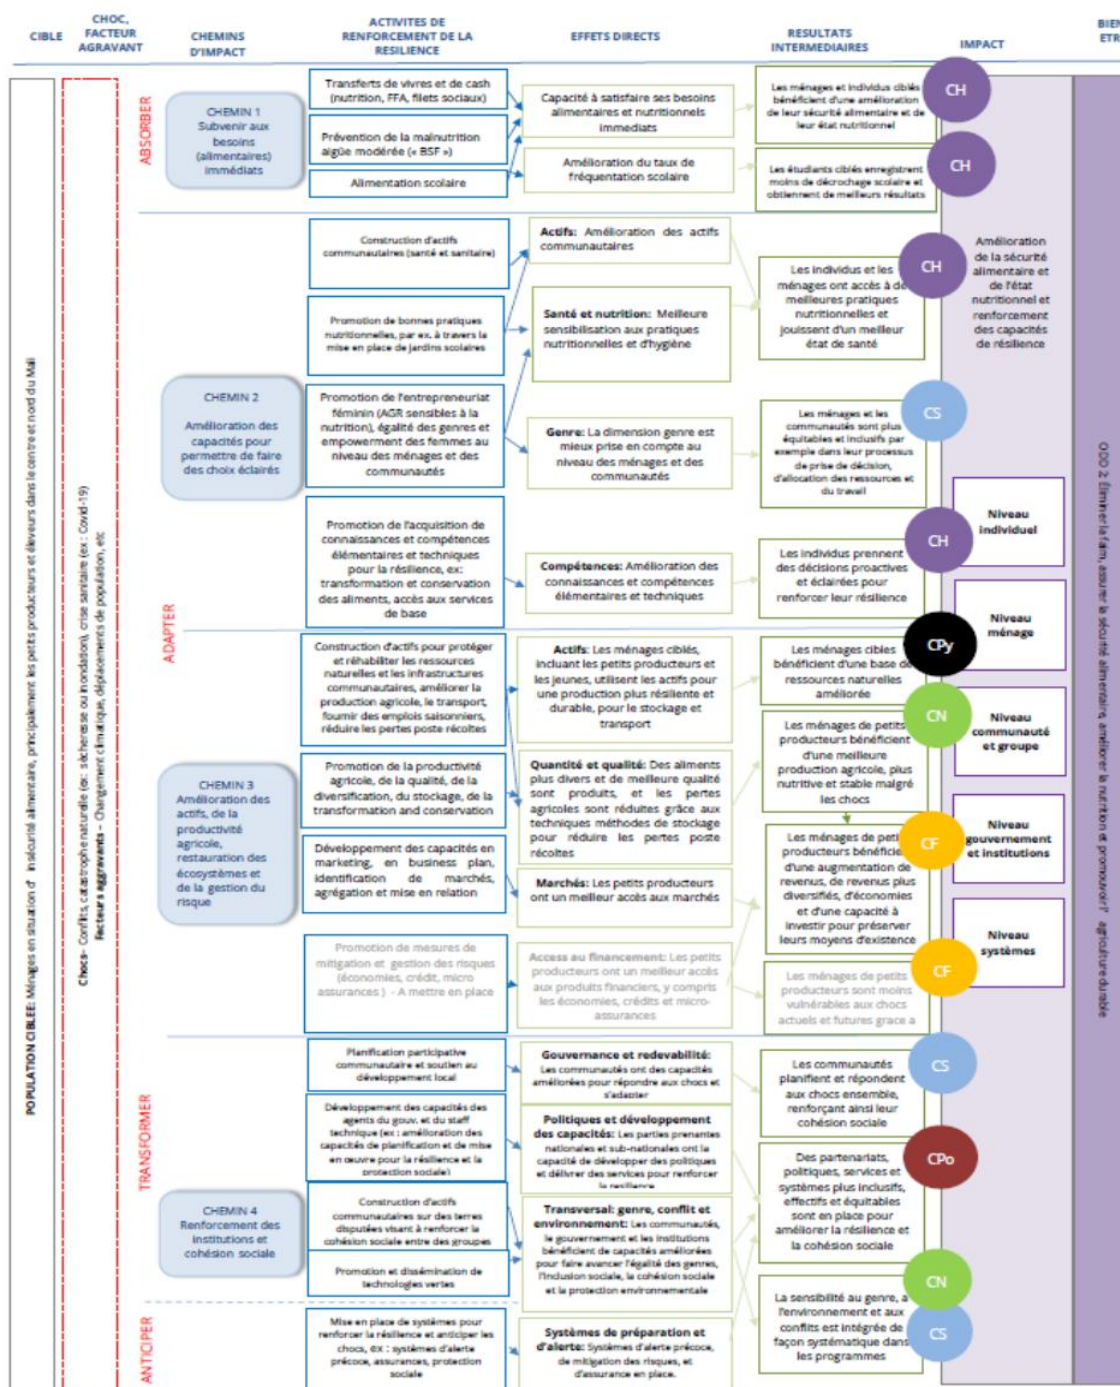 CIBLE
CHOC,
FACTEUR
AGRAVANT
CHEMINS
D'IMPACT
ACTIVITES DE
RENFORCEMENT DE LA
RESILIENCE
EFFETS DIRECTS
RESULTATS
INTERMEDIAIRES
IMPACT
BIEN
ETR
POPULATION CIBLEE: Ménages en situation d' insécurité alimentaire, principalement les petits producteurs et éleveurs dans le centre et nord du Mali
Chocs- Conflits, catastrophe naturelle (ex: sécheresse ou inondation), crise sanitaire (ex : Covid-19)
Facteurs aggravants – Changement climatique, déplacements de population, etc
ABSORBER
CHEMIN 1
Subvenir aux
besoins
(alimentaires)
immédiats
Transferts de vivres et de cash
(nutrition, FFA, filets sociaux)
Prévention de la malnutrition
aigüe modérée (« BSF »)
Alimentation scolaire
Capacité à satisfaire ses besoins
alimentaires et nutritionnels
immediats
Amélioration du taux de
fréquentation scolaire
Les ménages et individus ciblés
bénéficient d'une amélioration
de leur sécurité alimentaire et de
leur état nutritionnel
CH
Les étudiants ciblés enregistrent
moins de décrochage scolaire et
obtiennent de meilleurs résultats
CH
ADAPTER
CHEMIN 2
Amélioration des
capacités pour
permettre de faire
des choix éclairés
Construction d'actifs
communautaires (santé et sanitaire)
Promotion de bonnes pratiques
nutritionnelles, par ex. à travers la
mise en place de jardins scolaires
Promotion de l'entrepreneuriat
féminin (AGR sensibles à la
nutrition), égalité des genres et
empowerment des femmes au
niveau des ménages et des
communautés
Promotion de l'acquisition de
connaissances et compétences
élémentaires et techniques
pour la résilience, ex:
transformation et conservation
des aliments, accès aux services
de base
Actifs: Amélioration des actifs
communautaires
Santé et nutrition: Meilleure
sensibilisation aux pratiques
nutritionnelles et d'hygiène
Genre: La dimension genre est
mieux prise en compte au
niveau des ménages et des
communautés
Compétences: Amélioration des
connaissances et compétences
élémentaires et techniques
Les individus et les
ménages ont accès à de
meilleures pratiques
nutritionnelles et
jouissent d'un meilleur
état de santé
CH
Les ménages et les
communautés sont plus
équitables et inclusifs par
exemple dans leur processus
de prise de décision,
d'allocation des ressources et
du travail
CS
Les individus prennent
des décisions proactives
et éclairées pour
renforcer leur résilience
CH
CHEMIN 3
Amélioration des
actifs, de la
productivité
agricole,
restauration des
écosystèmes et
de la gestion du
risque
Construction d'actifs pour protéger
et réhabiliter les ressources
naturelles et les infrastructures
communautaires, améliorer la
production agricole, le transport,
fournir des emplois saisonniers,
réduire les pertes poste récoltes
Promotion de la productivité
agricole, de la qualité, de la
diversification, du stockage, de la
transformation and conservation
Développement des capacités en
marketing, en business plan,
identification de marchés,
agrégation et mise en relation
Promotion de mesures de
mitigation et gestion des risques
(économies, crédit, micro
assurances ) - A mettre en place
Actifs: Les ménages ciblés,
incluant les petits producteurs et
les jeunes, utilisent les actifs
pour une production plus résiliente et
durable, pour le stockage et
transport
Quantité et qualité: Des aliments
plus divers et de meilleure qualité
sont produits, et les pertes
agricoles sont réduites grâce aux
techniques méthodes de stockage
pour réduire les pertes poste
récoltes
Marchés: Les petits producteurs
ont un meilleur accès aux marchés
Access au financement: Les petits
producteurs ont un meilleur accès
aux produits financiers, y compris
les économies, crédits et micro-
assurances
Les ménages cibles
bénéficient d'une base de
ressources naturelles
améliorée
CPy
Les ménages de petits
producteurs bénéficient
d'une meilleure
production agricole, plus
nutritive et stable malgré
les chocs
CN
Les ménages de petits
producteurs bénéficient
d'une augmentation de
revenus, de revenus plus
diversifiés, d'économies
et d'une capacité à
investir pour préserver
leurs moyens d'existence
CF
Les ménages de petits
producteurs sont moins
vulnérables aux chocs
actuels et futures grace a
CF
TRANSFORMER
CHEMIN 4
Renforcement des
institutions et
cohésion sociale
Planification participative
communautaire et soutien au
développement local
Développement des capacités des
agents du gouv. et du staff
technique (ex : amélioration des
capacités de planification et de mise
en œuvre pour la résilience et la
protection sociale)
Construction d'actifs
communautaires sur des terres
disputées visant à renforcer la
cohésion sociale entre des groupes
Promotion et dissémination de
technologies vertes
Gouvernance et redevabilité:
Les communautés ont des capacités
améliorées pour répondre aux chocs et
s'adapter
Politiques et développement
des capacités: Les parties prenantes
nationales et sub-nationales ont la
capacité de développer des politiques
et délivrer des services pour renforcer
la resilience
Transversal: genre, conflit et
environnement: Les communautés,
le gouvernement et les institutions
bénéficient de capacités améliorées
pour faire avancer l'égalité des genres,
l'inclusion sociale, la cohésion sociale
et la protection environnementale
Les communautés
planifient et répondent
aux chocs ensemble,
renforçant ainsi leur
cohésion sociale
CS
Des partenariats,
politiques, services et
systèmes plus inclusifs,
effectifs et équitables
sont en place pour
améliorer la résilience et
la cohésion sociale
CPo
La sensibilité au genre, a
l'environnement et aux
conflits est intégrée de
façon systématique dans
les programmes
CN
CS
ANTICIPER
Mise en place de systèmes pour
renforcer la résilience et anticiper les
chocs, ex : systèmes d'alerte
précoce, assurances, protection
sociale
Systèmes de préparation et
d'alerte: Systèmes d'alerte précoce,
de mitigation des risques, et
d'assurance en place.
Amélioration
de la sécurité
alimentaire et
de l'état
nutritionnel et
renforcement
des capacités
de résilience
Niveau
individuel
Niveau
ménage
Niveau
communauté
et groupe
Niveau
gouvernement
et institutions
Niveau
systèmes
ODD 2: Éliminer la faim, assurer la sécurité alimentaire, améliorer la nutrition et promouvoir l' agriculture durable